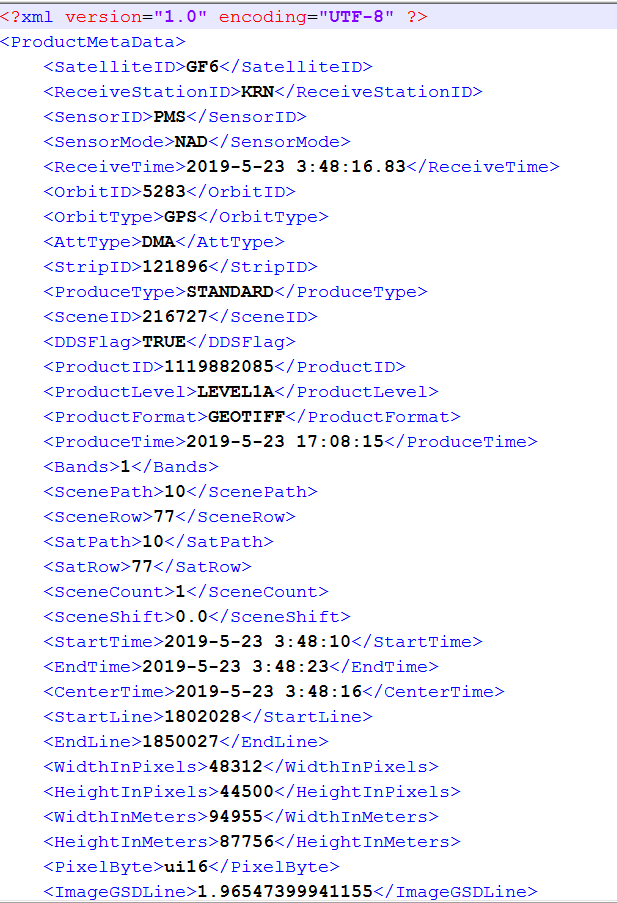 <?xml version="1.0" encoding="UTF-8" ?>
<ProductMetaData>
<SatelliteID>GF6</SatelliteID>
<ReceiveStationID>KRN</ReceiveStationID>
<SensorID>PMS</SensorID>
<SensorMode>NAD</SensorMode>
<ReceiveTime>2019-5-23 3:48:16.83</ReceiveTime>
<OrbitID>5283</OrbitID>
<OrbitType>GPS</OrbitType>
<AttType>DMA</AttType>
<StripID>121896</StripID>
<ProduceType>STANDARD</ProduceType>
<SceneID>216727</SceneID>
<DDSFlag>TRUE</DDSFlag>
<ProductID>1119882085</ProductID>
<ProductLevel>LEVEL1A</ProductLevel>
<ProductFormat>GEOTIFF</ProductFormat>
<ProduceTime>2019-5-23 17:08:15</ProduceTime>
<Bands>1</Bands>
<ScenePath>10</ScenePath>
<SceneRow>77</SceneRow>
<SatPath>10</SatPath>
<SatRow>77</SatRow>
<SceneCount>1</SceneCount>
<SceneShift>0.0</SceneShift>
<StartTime>2019-5-23 3:48:10</StartTime>
<EndTime>2019-5-23 3:48:23</EndTime>
<CenterTime>2019-5-23 3:48:16</CenterTime>
<StartLine>1802028</StartLine>
<EndLine>1850027</EndLine>
<WidthInPixels>48312</WidthInPixels>
<HeightInPixels>44500</HeightInPixels>
<WidthInMeters>94955</WidthInMeters>
<HeightInMeters>87756</HeightInMeters>
<PixelByte>ui16</PixelByte>
<ImageGSDLine>1.96547399941155</ImageGSDLine>